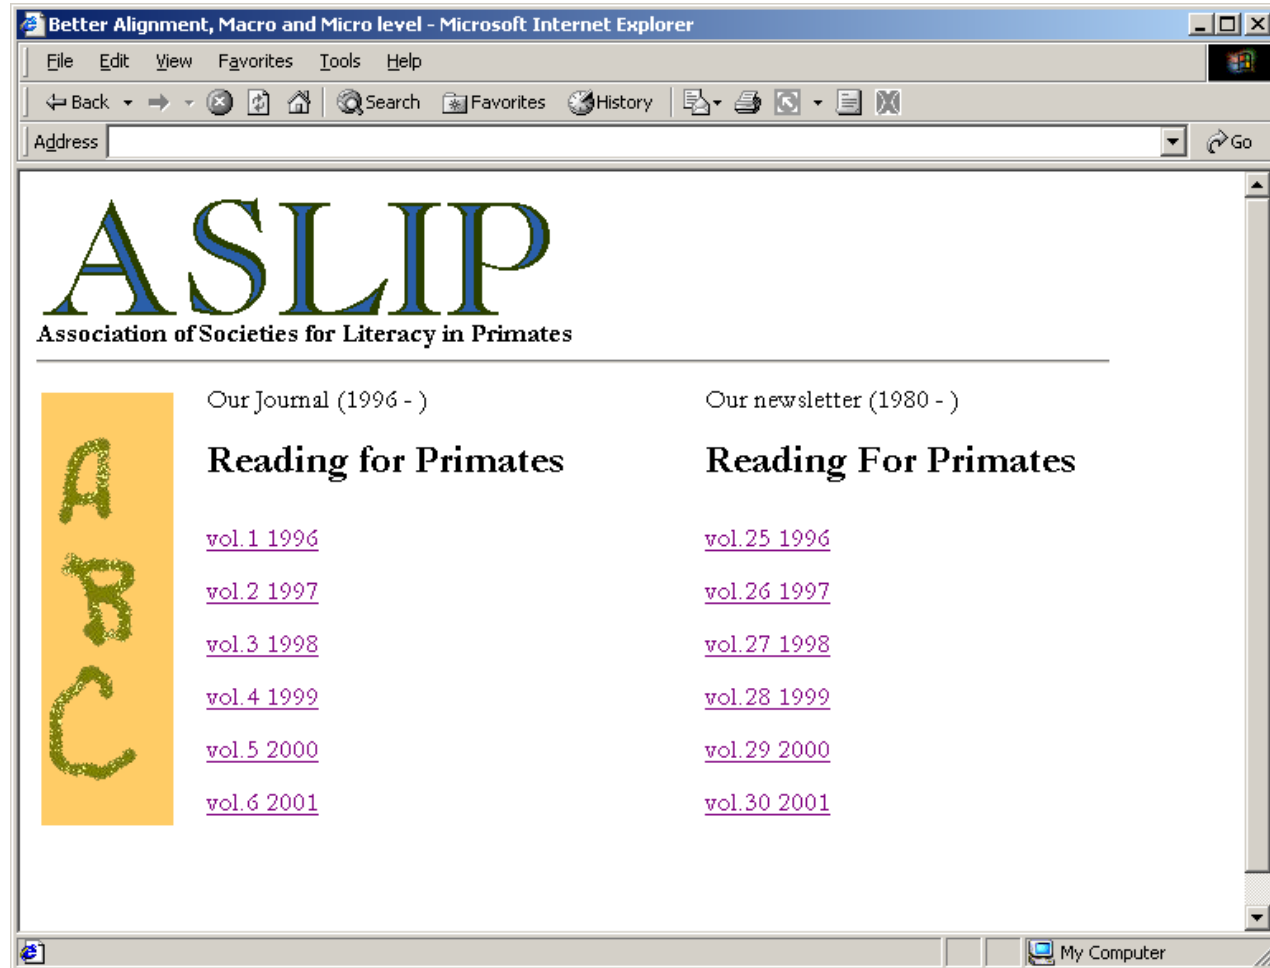 Better Alignment, Macro and Micro level - Microsoft Internet Explorer
File Edit View Favorites Tools Help
Back Search Favorites History
Address Go
ASLIP
Association of Societies for Literacy in Primates
Our Journal (1996 - ) Our newsletter (1980 - )
Reading for Primates Reading For Primates
A
B
C
vol.1 1996 vol.25 1996
vol.2 1997 vol.26 1997
vol.3 1998 vol.27 1998
vol.4 1999 vol.28 1999
vol.5 2000 vol.29 2000
vol.6 2001 vol.30 2001
My Computer